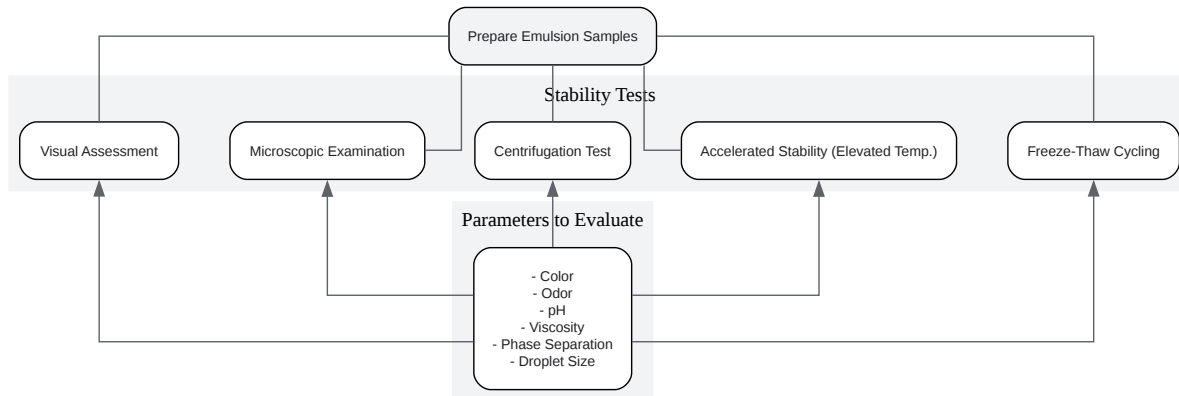 Prepare Emulsion Samples
Stability Tests
Visual Assessment
Microscopic Examination
Centrifugation Test
Accelerated Stability (Elevated Temp.)
Freeze-Thaw Cycling
Parameters to Evaluate
- Color
- Odor
- pH
- Viscosity
- Phase Separation
- Droplet Size